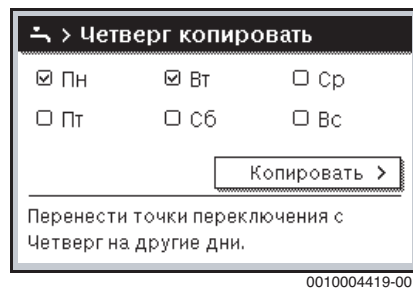 > Четверг копировать
Пн Вт Ср
Пт Сб Вс
Копировать >
Перенести точки переключения с
Четверг на другие дни.
0010004419-00